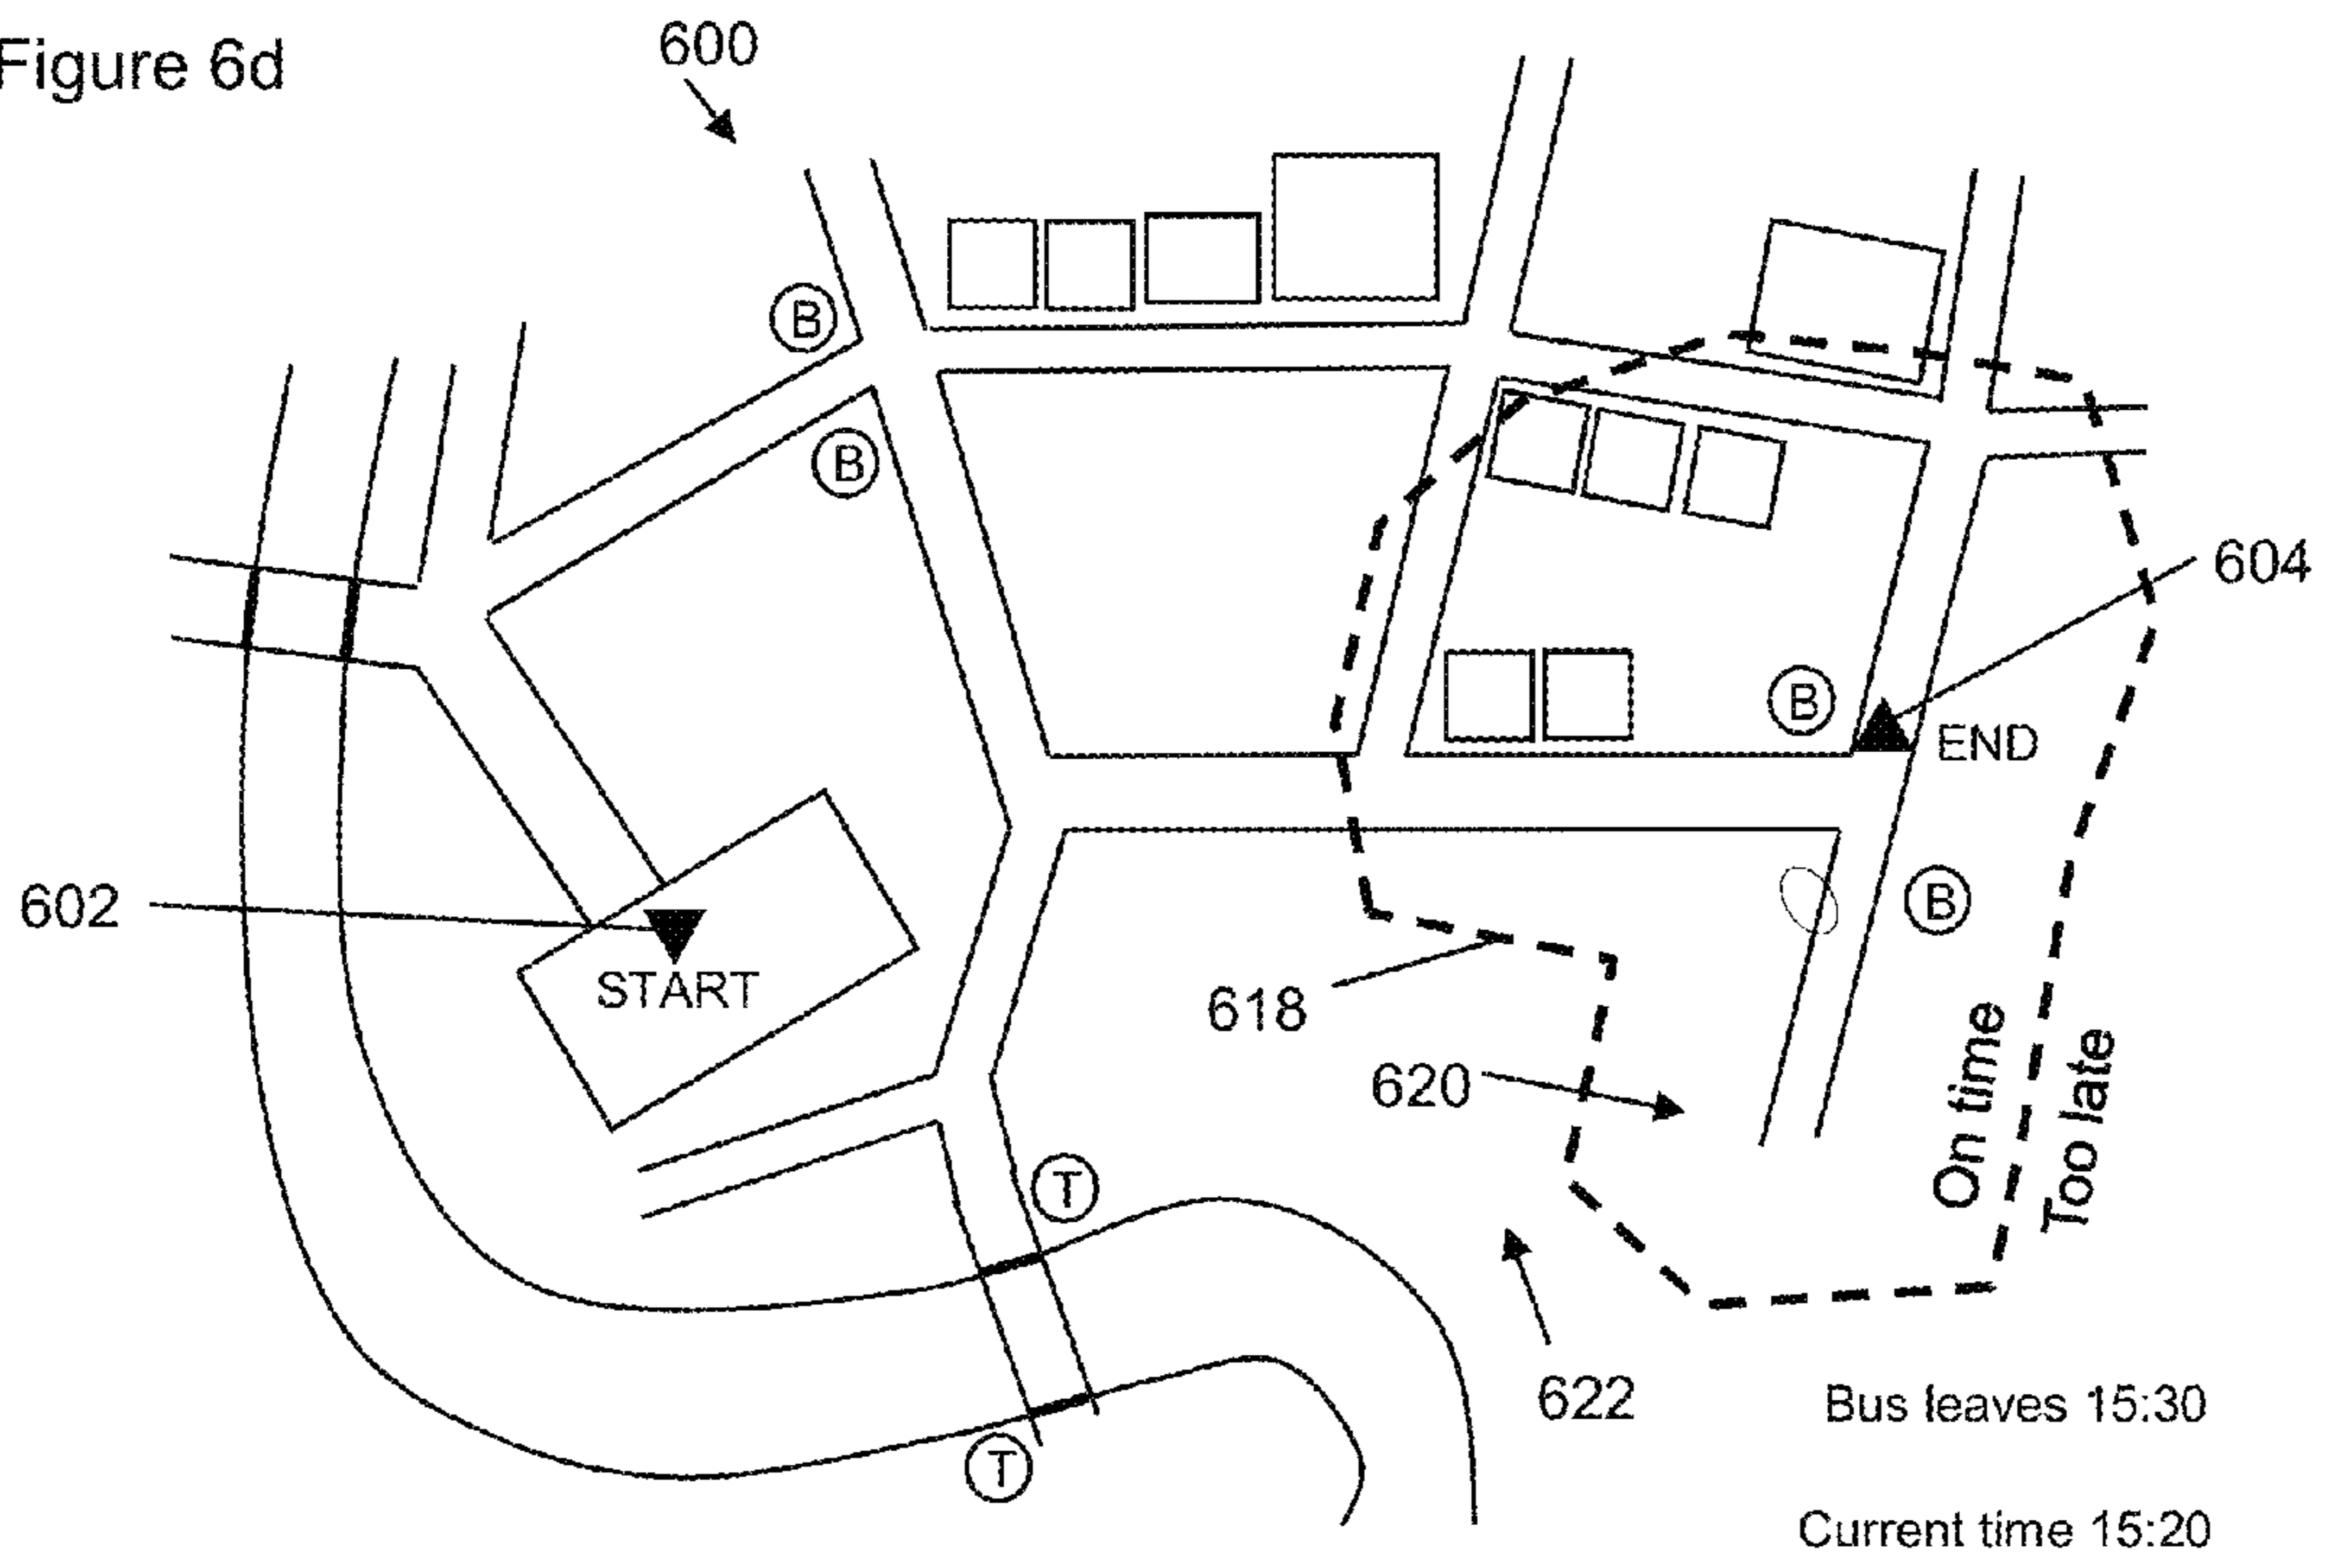 Figure 6d
600
B
B
604
B
END
602
B
START
618
620
On time
Too late
T
622
Bus leaves 15:30
T
Current time 15:20